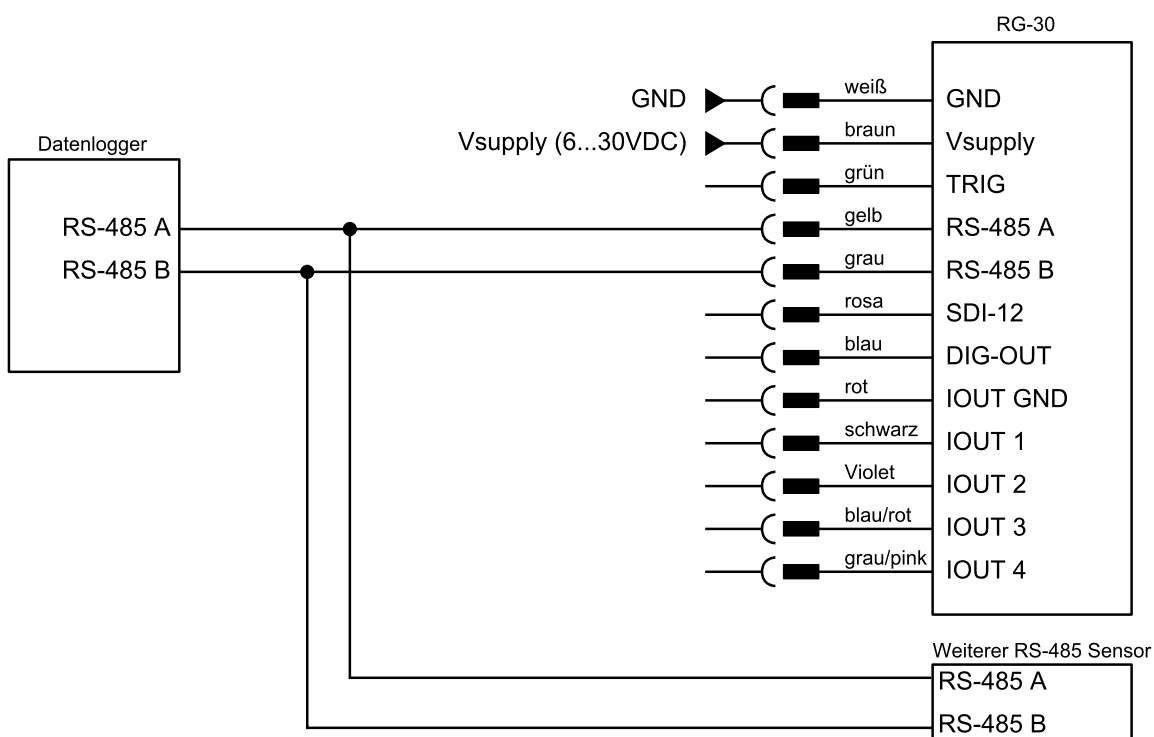 RG-30
GND weiß GND
Vsupply (6...30VDC) braun Vsupply
Datenlogger
grün TRIG
RS-485 A gelb RS-485 A
RS-485 B grau RS-485 B
rosa SDI-12
blau DIG-OUT
rot IOUT GND
schwarz IOUT 1
Violet IOUT 2
blau/rot IOUT 3
grau/pink IOUT 4
Weiterer RS-485 Sensor
RS-485 A
RS-485 B